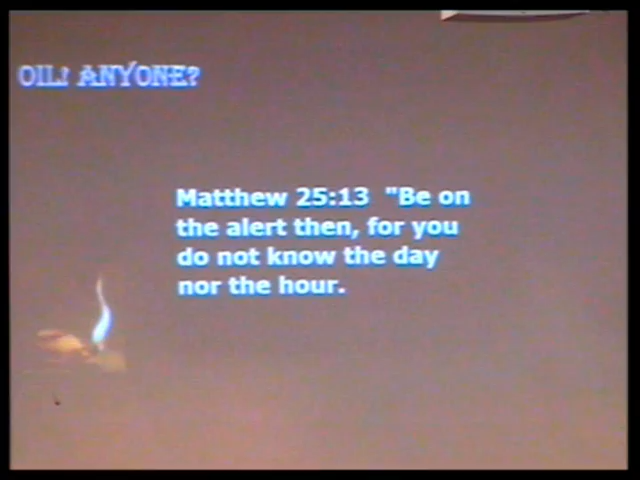 OIL! ANYONE?
Matthew 25:13 "Be on
the alert then, for you
do not know the day
nor the hour.